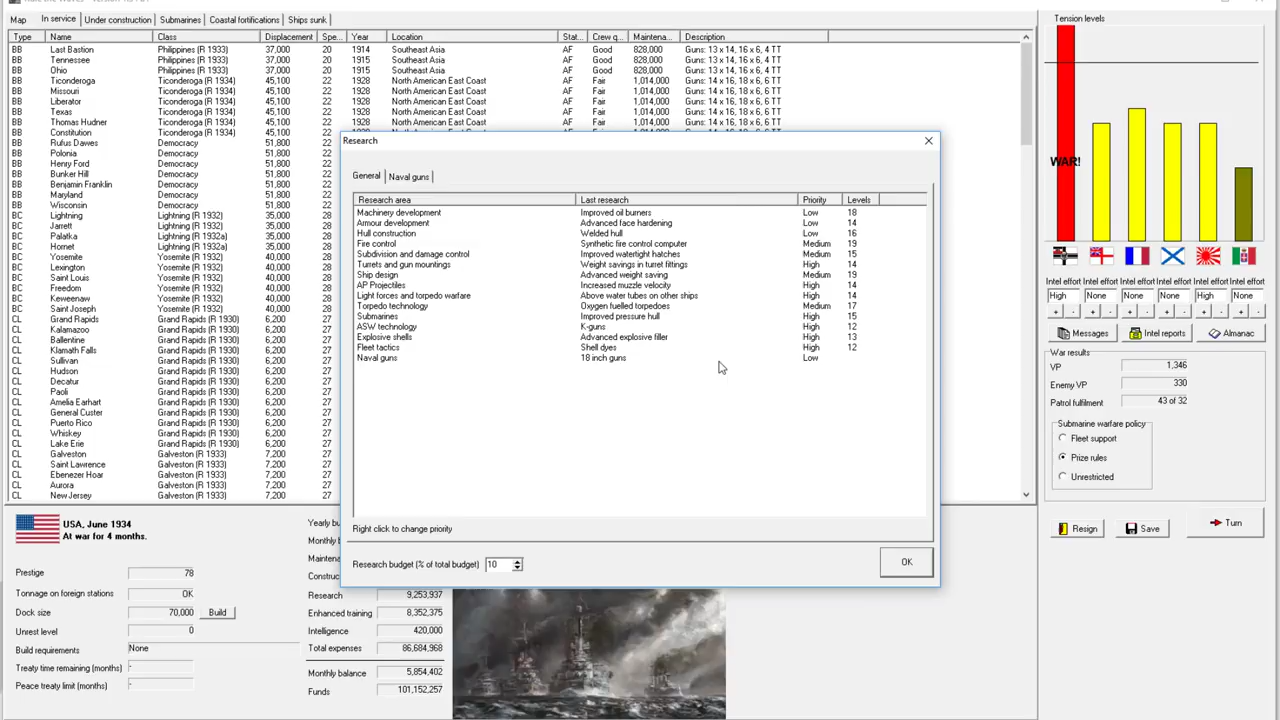 Map In service Under construction Submarines Coastal fortifications Ships sunk
Type Name Class Displacement Spe... Year Location Stat... Crew q... Maintena... Description
BB Last Bastion Philippines (R 1933) 37,000 20 1914 Southeast Asia AF Good 828,000 Guns: 13 x 14, 16 x 6, 4 TT
BB Tennessee Philippines (R 1933) 37,000 20 1915 Southeast Asia AF Good 828,000 Guns: 13 x 14, 16 x 6, 4 TT
BB Ohio Philippines (R 1933) 37,000 20 1915 Southeast Asia AF Good 828,000 Guns: 13 x 14, 16 x 6, 4 TT
BB Ticonderoga Ticonderoga (R 1934) 45,100 22 1928 North American East Coast AF Fair 1,014,000 Guns: 14 x 16, 18 x 6, 6 TT
BB Missouri Ticonderoga (R 1934) 45,100 22 1928 North American East Coast AF Fair 1,014,000 Guns: 14 x 16, 18 x 6, 6 TT
BB Liberator Ticonderoga (R 1934) 45,100 22 1928 North American East Coast AF Fair 1,014,000 Guns: 14 x 16, 18 x 6, 6 TT
BB Texas Ticonderoga (R 1934) 45,100 22 1928 North American East Coast AF Fair 1,014,000 Guns: 14 x 16, 18 x 6, 6 TT
BB Thomas Hudner Ticonderoga (R 1934) 45,100 22 1928 North American East Coast AF Fair 1,014,000 Guns: 14 x 16, 18 x 6, 6 TT
BB Constitution Ticonderoga (R 1934) 45,100 22 1928 North American East Coast AF Fair 1,014,000 Guns: 14 x 16, 18 x 6, 6 TT
BB Rufus Dawes Democracy 51,800 22
BB Polonia Democracy 51,800 22
BB Henry Ford Democracy 51,800 22
BB Bunker Hill Democracy 51,800 22
BB Benjamin Franklin Democracy 51,800 22
BB Maryland Democracy 51,800 22
BB Wisconsin Democracy 51,800 22
BC Lightning Lightning (R 1932) 35,000 28
BC Jarrett Lightning (R 1932) 35,000 28
BC Palatka Lightning (R 1932a) 35,000 28
BC Hornet Lightning (R 1932a) 35,000 28
BC Yosemite Yosemite (R 1932) 40,000 28
BC Lexington Yosemite (R 1932) 40,000 28
BC Saint Louis Yosemite (R 1932) 40,000 28
BC Freedom Yosemite (R 1932) 40,000 28
BC Keweenaw Yosemite (R 1932) 40,000 28
BC Saint Joseph Yosemite (R 1932) 40,000 28
CL Grand Rapids Grand Rapids (R 1930) 6,200 27
CL Kalamazoo Grand Rapids (R 1930) 6,200 27
CL Ballentine Grand Rapids (R 1930) 6,200 27
CL Klamath Falls Grand Rapids (R 1930) 6,200 27
CL Sullivan Grand Rapids (R 1930) 6,200 27
CL Hudson Grand Rapids (R 1930) 6,200 27
CL Decatur Grand Rapids (R 1930) 6,200 27
CL Paoli Grand Rapids (R 1930) 6,200 27
CL Amelia Earhart Grand Rapids (R 1930) 6,200 27
CL General Custer Grand Rapids (R 1930) 6,200 27
CL Puerto Rico Grand Rapids (R 1930) 6,200 27
CL Whiskey Grand Rapids (R 1930) 6,200 27
CL Lake Erie Grand Rapids (R 1930) 6,200 27
CL Galveston Galveston (R 1933) 7,200 27
CL Saint Lawrence Galveston (R 1933) 7,200 27
CL Ebenezer Hoar Galveston (R 1933) 7,200 27
CL Aurora Galveston (R 1933) 7,200 27
CL New Jersey Galveston (R 1933) 7,200 27
Research
General Naval guns
Research area Last research Priority Levels
Machinery development Improved oil burners Low 18
Armour development Advanced face hardening Low 14
Hull construction Welded hull Low 16
Fire control Synthetic fire control computer Medium 19
Subdivision and damage control Improved watertight hatches Medium 15
Turrets and gun mountings Weight savings in turret fittings High 14
Ship design Advanced weight saving Medium 19
AP Projectiles Increased muzzle velocity High 14
Light forces and torpedo warfare Above water tubes on other ships High 14
Torpedo technology Oxygen fuelled torpedoes Medium 17
Submarines Improved pressure hull High 15
ASW technology K-guns High 12
Explosive shells Advanced explosive filler High 13
Fleet tactics Shell dyes High 12
Naval guns 18 inch guns Low
Right click to change priority
Research budget (% of total budget) 10
OK
Tension levels
WAR!
Intel effort Intel effort Intel effort Intel effort Intel effort Intel effort
High None None None High None
+ - + - + - + - + - + -
Messages Intel reports Almanac
War results
VP 1,346
Enemy VP 330
Patrol fulfilment 43 of 32
Submarine warfare policy
Fleet support
Prize rules
Unrestricted
Resign Save Turn
USA, June 1934
At war for 4 months.
Prestige 78
Tonnage on foreign stations OK
Dock size 70,000 Build
Unrest level 0
Build requirements None
Treaty time remaining (months) -
Peace treaty limit (months) -
Yearly bu
Monthly b
Maintenan
Construc
Research 9,253,937
Enhanced training 8,352,375
Intelligence 420,000
Total expenses 86,684,968
Monthly balance 5,854,402
Funds 101,152,257